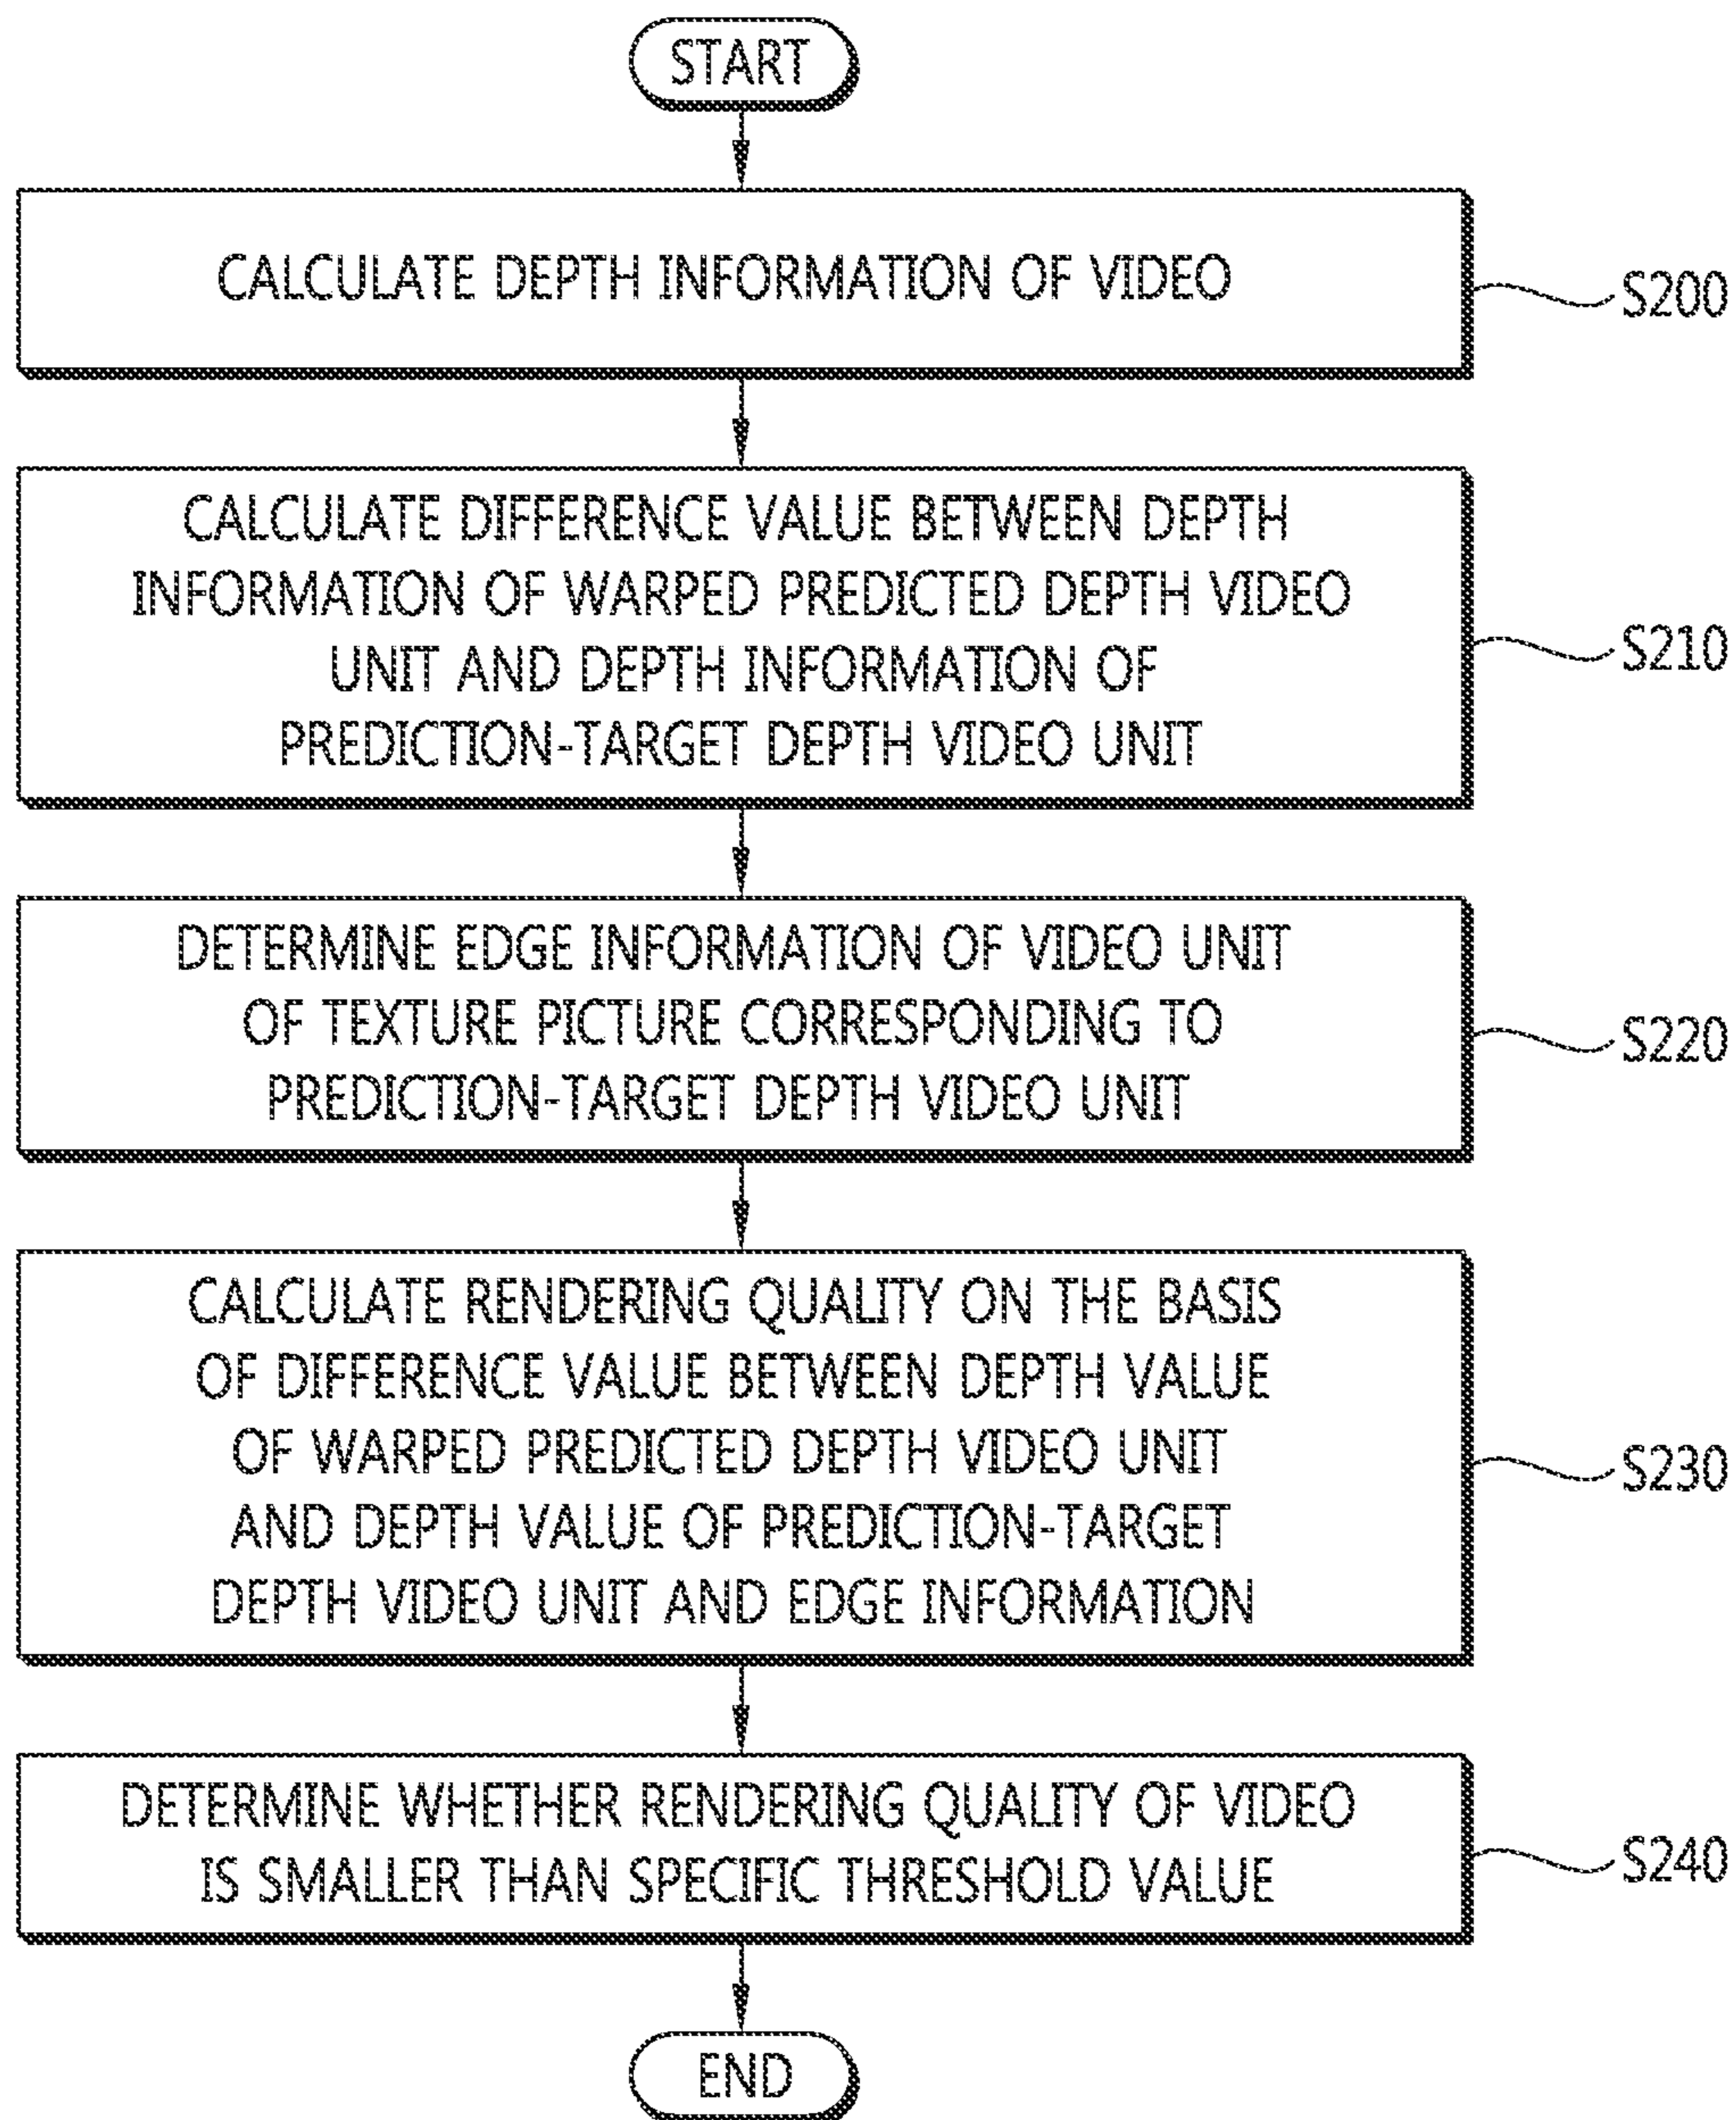 START
CALCULATE DEPTH INFORMATION OF VIDEO
S200
CALCULATE DIFFERENCE VALUE BETWEEN DEPTH
INFORMATION OF WARPED PREDICTED DEPTH VIDEO
UNIT AND DEPTH INFORMATION OF
PREDICTION-TARGET DEPTH VIDEO UNIT
S210
DETERMINE EDGE INFORMATION OF VIDEO UNIT
OF TEXTURE PICTURE CORRESPONDING TO
PREDICTION-TARGET DEPTH VIDEO UNIT
S220
CALCULATE RENDERING QUALITY ON THE BASIS
OF DIFFERENCE VALUE BETWEEN DEPTH VALUE
OF WARPED PREDICTED DEPTH VIDEO UNIT
AND DEPTH VALUE OF PREDICTION-TARGET
DEPTH VIDEO UNIT AND EDGE INFORMATION
S230
DETERMINE WHETHER RENDERING QUALITY OF VIDEO
IS SMALLER THAN SPECIFIC THRESHOLD VALUE
S240
END